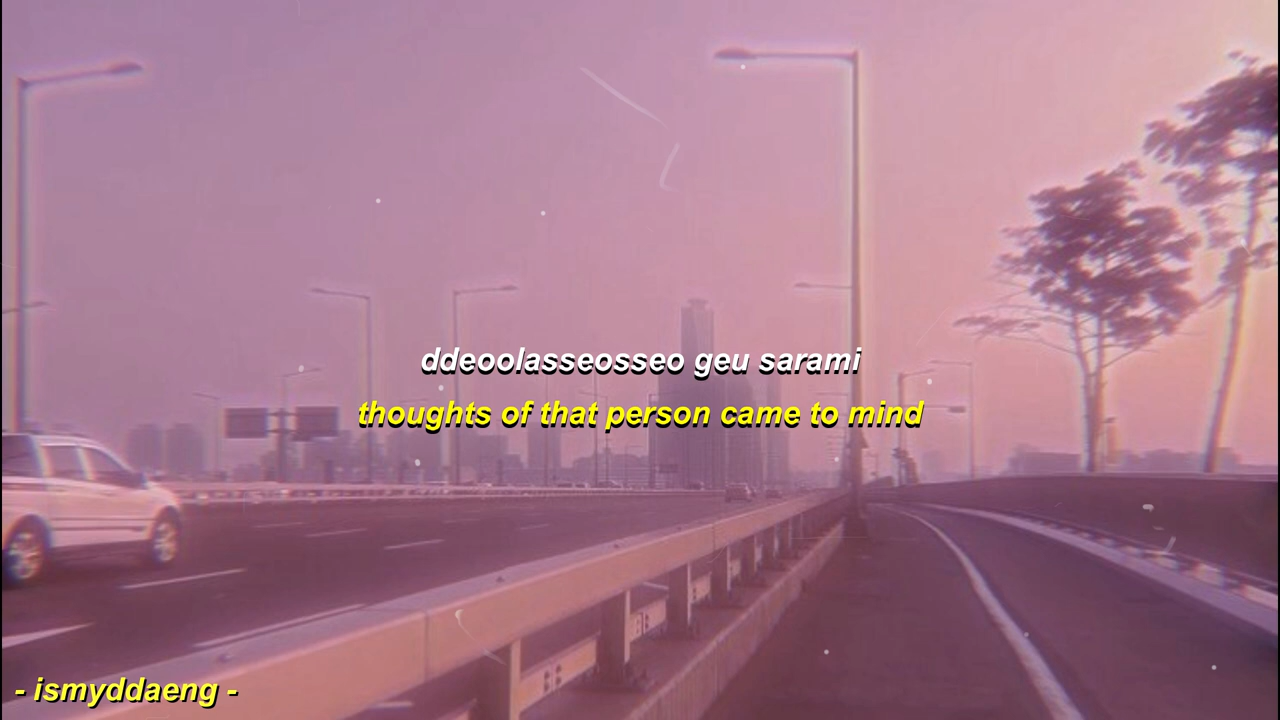 ddeoolasseosseo geu sarami
thoughts of that person came to mind
- ismyddaeng -